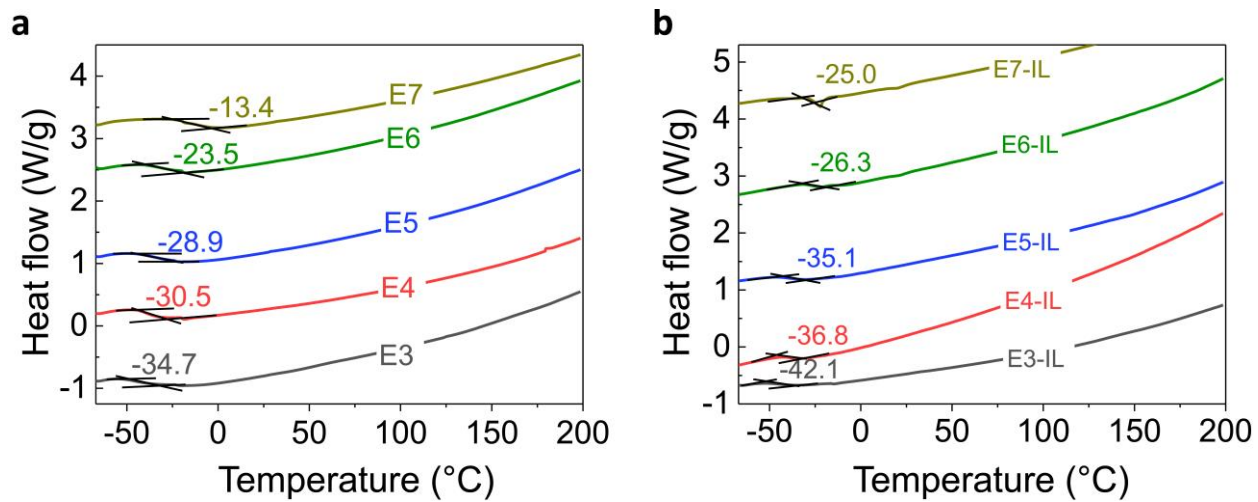 a
4
3
2
1
0
-1
Heat flow (W/g)
-13.4
E7
-23.5
E6
-28.9
E5
-30.5
E4
-34.7
E3
-50 0 50 100 150 200
Temperature (°C)
b
5
4
3
2
1
0
-1
Heat flow (W/g)
-25.0
E7-IL
-26.3
E6-IL
-35.1
E5-IL
-36.8
E4-IL
-42.1
E3-IL
-50 0 50 100 150 200
Temperature (°C)